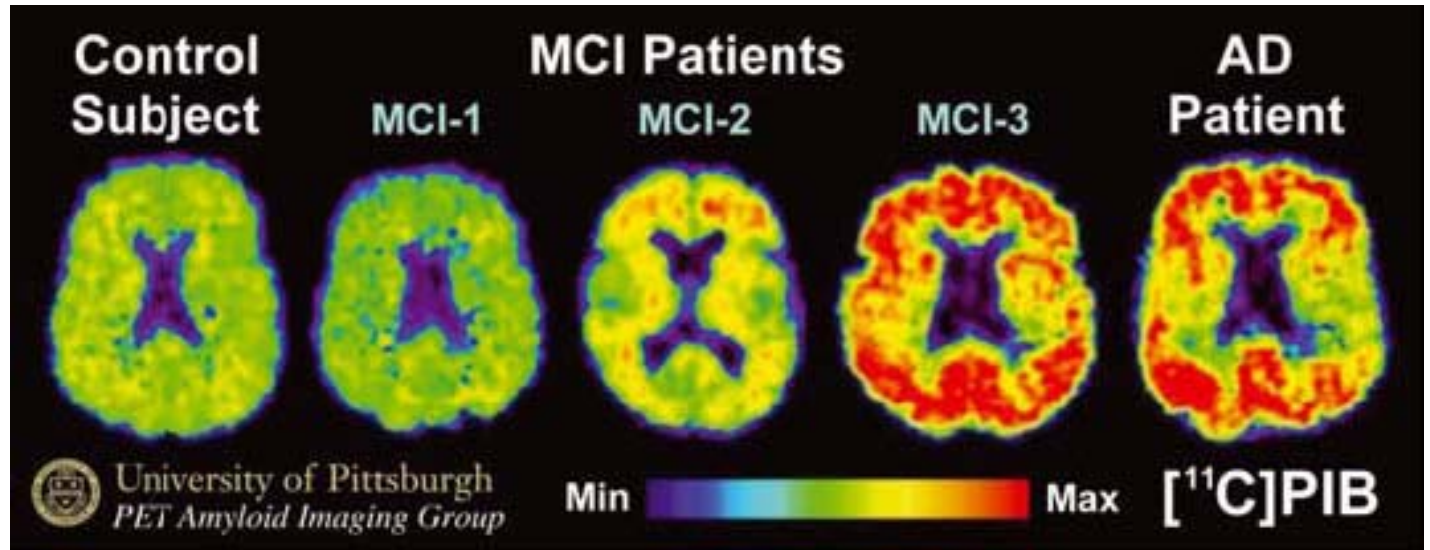 Control
Subject
MCI Patients
MCI-1
MCI-2
MCI-3
AD
Patient
University of Pittsburgh
PET Amyloid Imaging Group
Min
Max
[¹¹C]PIB